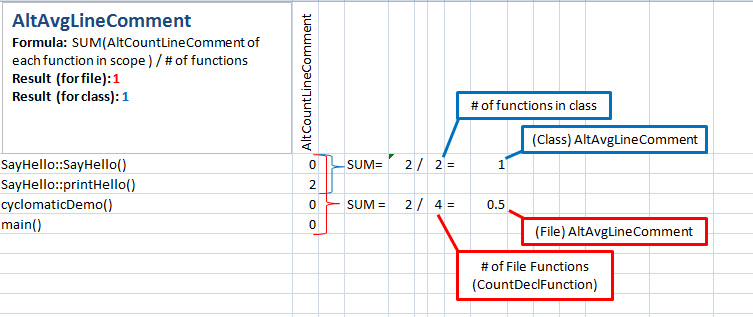 AltAvgLineComment
Formula: SUM(AltCountLineComment of
each function in scope ) / # of functions
Result (for file): 1
Result (for class): 1
AltCountLineComment
# of functions in class
(Class) AltAvgLineComment
SayHello::SayHello() 0 SUM= 2 / 2 = 1
SayHello::printHello() 2
cyclomaticDemo() 0 SUM = 2 / 4 = 0.5
main() 0
(File) AltAvgLineComment
# of File Functions
(CountDeclFunction)